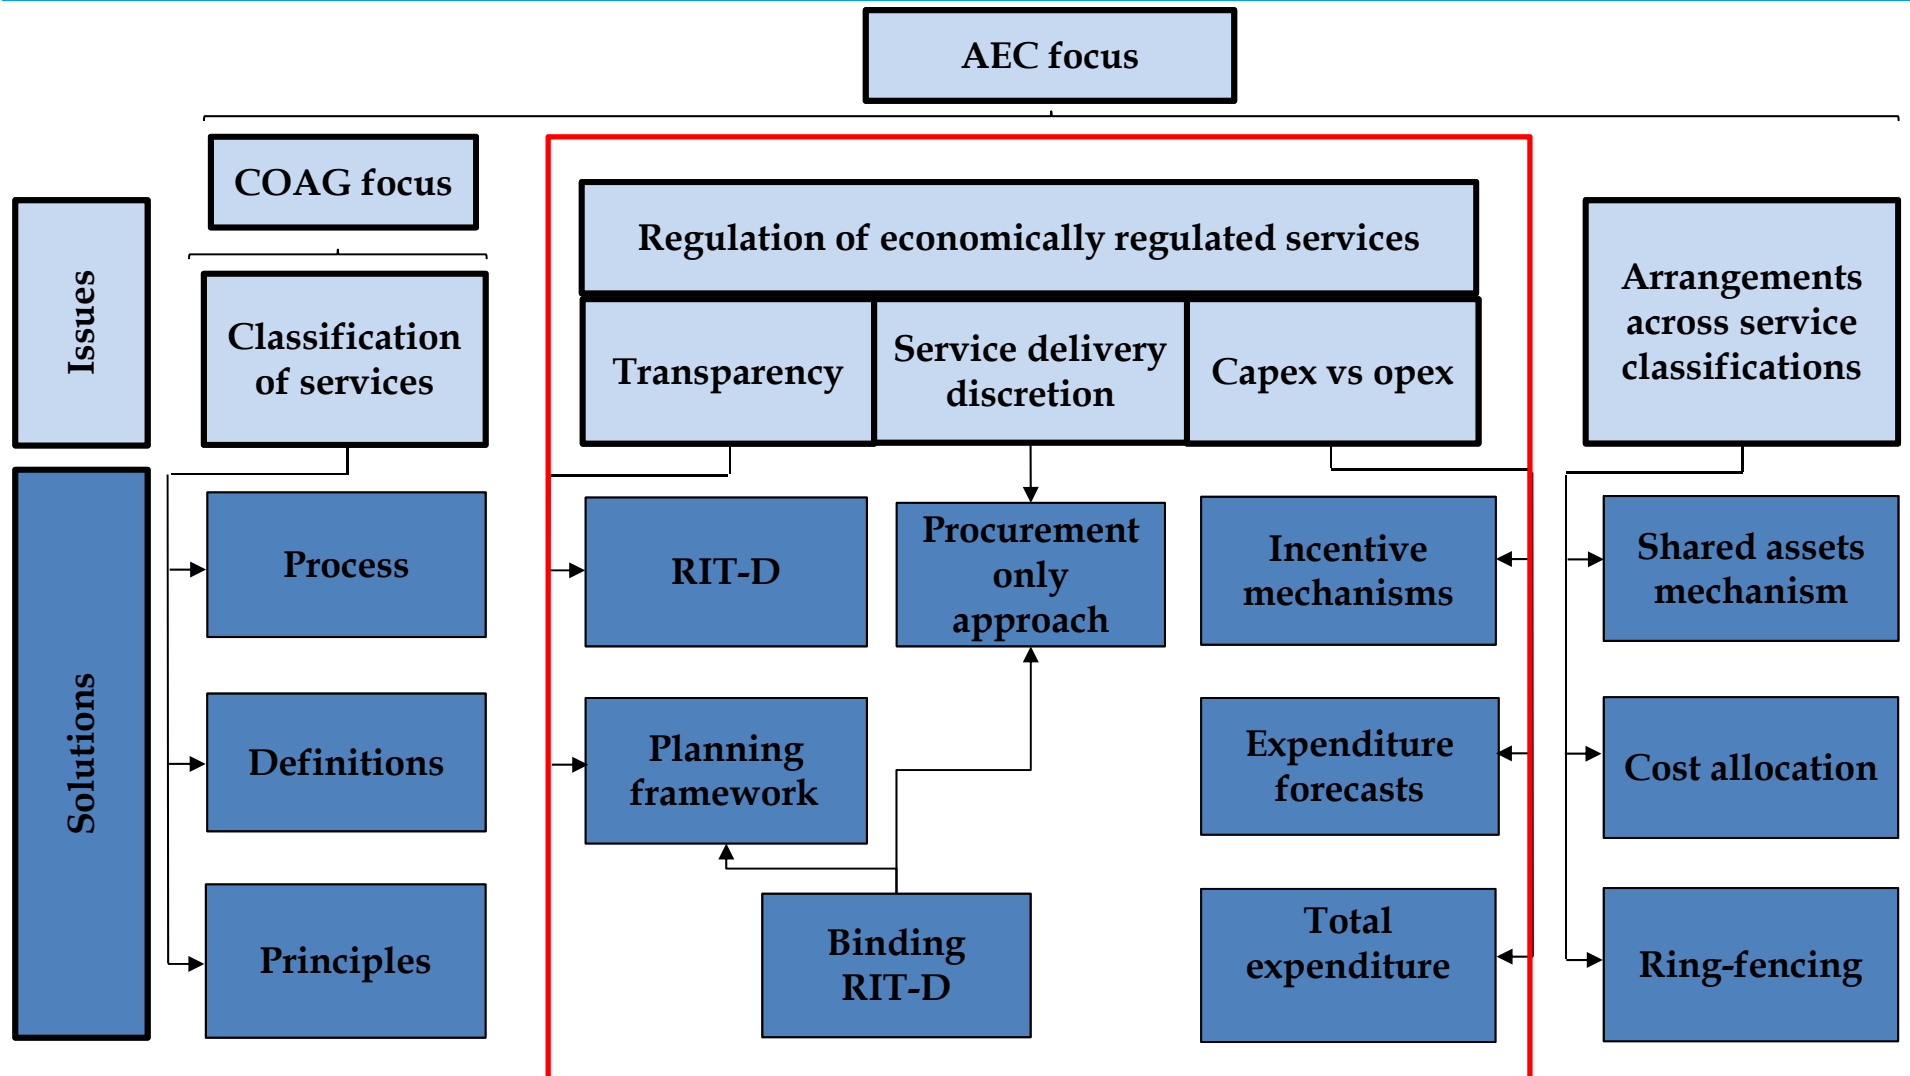 AEC focus
COAG focus
Issues
Classification
of services
Regulation of economically regulated services
Transparency
Service delivery
discretion
Capex vs opex
Arrangements
across service
classifications
Solutions
Process
Definitions
Principles
RIT-D
Planning
framework
Procurement
only
approach
Binding
RIT-D
Incentive
mechanisms
Expenditure
forecasts
Total
expenditure
Shared assets
mechanism
Cost allocation
Ring-fencing